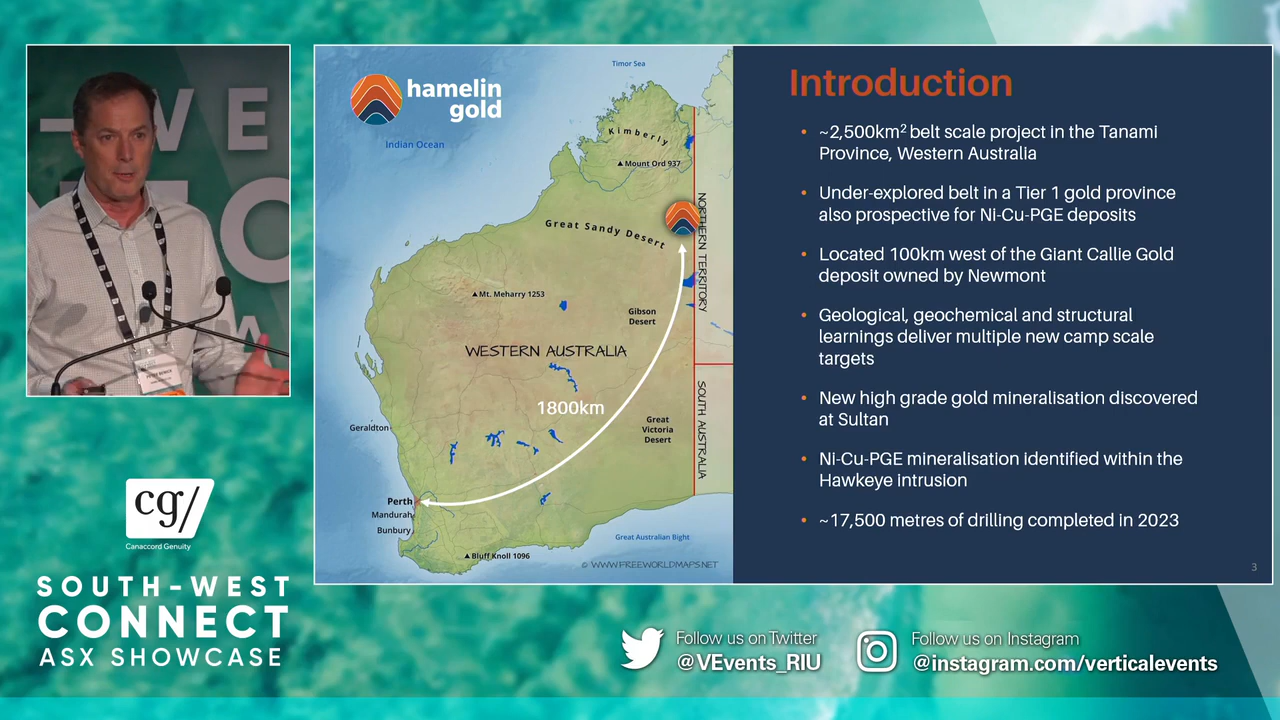 WE
hamelin
gold
Timor Sea
Indian Ocean
Kimberly
Mount Ord 937
Great Sandy Desert
NORTHERN TERRITORY
Mt. Meharry 1253
Gibson
Desert
WESTERN AUSTRALIA
1800km
Great
Victoria
Desert
SOUTH AUSTRALIA
Geraldton
Perth
Mandurah
Bunbury
Bluff Knoll 1096
Great Australian Bight
© WWW.FREEWORLDMAPS.NET
Introduction
• ~2,500km² belt scale project in the Tanami
Province, Western Australia
• Under-explored belt in a Tier 1 gold province
also prospective for Ni-Cu-PGE deposits
• Located 100km west of the Giant Callie Gold
deposit owned by Newmont
• Geological, geochemical and structural
learnings deliver multiple new camp scale
targets
• New high grade gold mineralisation discovered
at Sultan
• Ni-Cu-PGE mineralisation identified within the
Hawkeye intrusion
• ~17,500 metres of drilling completed in 2023
3
cg/
Canaccord Genuity
SOUTH-WEST
CONNECT
ASX SHOWCASE
Follow us on Twitter
@VEvents_RIU
Follow us on Instagram
@instagram.com/verticalevents